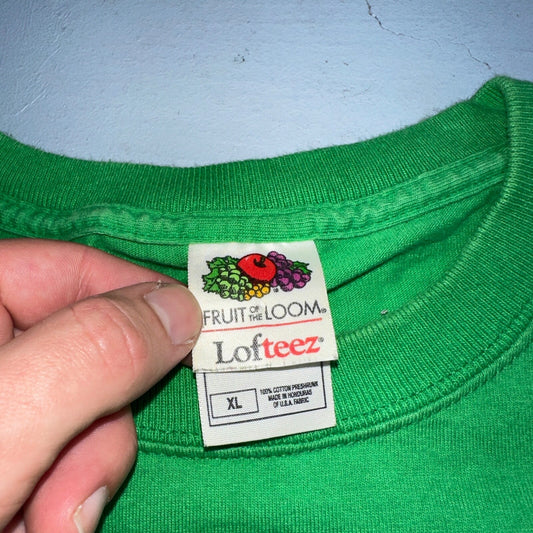 FRUIT OF THE LOOM®
Lofteez®
XL
100% COTTON PRESHRUNK
MADE IN HONDURAS
OF U.S.A. FABRIC